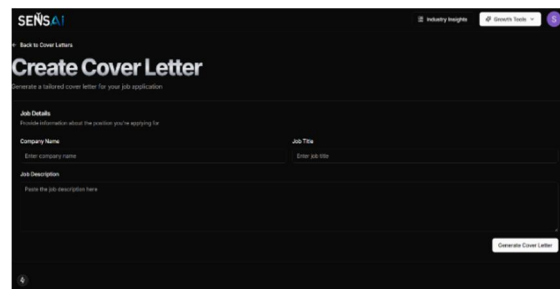 SENSAI
Industry Insights
Growth Tools
S
Back to Cover Letters
Create Cover Letter
Generate a tailored cover letter for your job application
Job Details
Provide information about the position you're applying for
Company Name
Job Title
Enter company name
Enter job title
Job Description
Paste the job description here
Generate Cover Letter